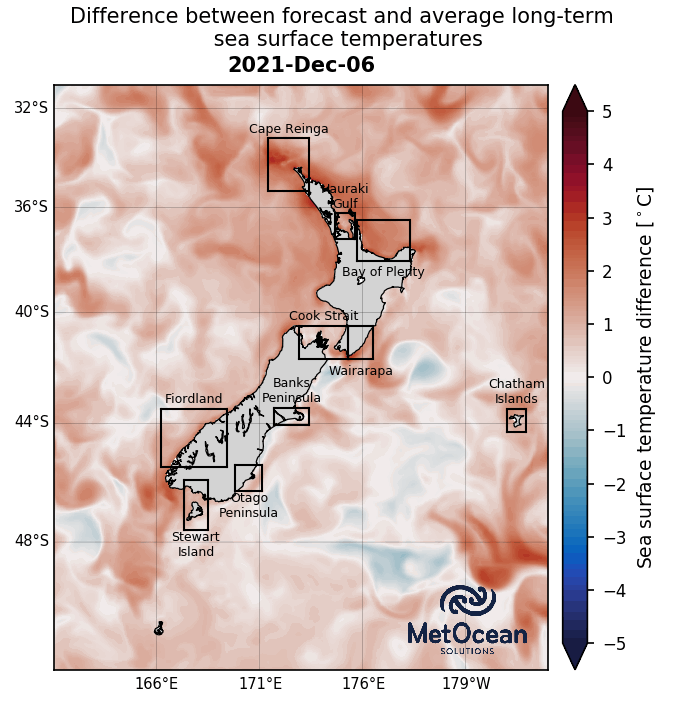 Difference between forecast and average long-term
sea surface temperatures
2021-Dec-06
32°S
36°S
40°S
44°S
48°S
166°E
171°E
176°E
179°W
Cape Reinga
Hauraki
Gulf
Bay of Plenty
Cook Strait
Wairarapa
Banks
Peninsula
Fiordland
Chatham
Islands
Otago
Peninsula
Stewart
Island
MetOcean
SOLUTIONS
5
4
3
2
1
0
−1
−2
−3
−4
−5
Sea surface temperature difference [°C]